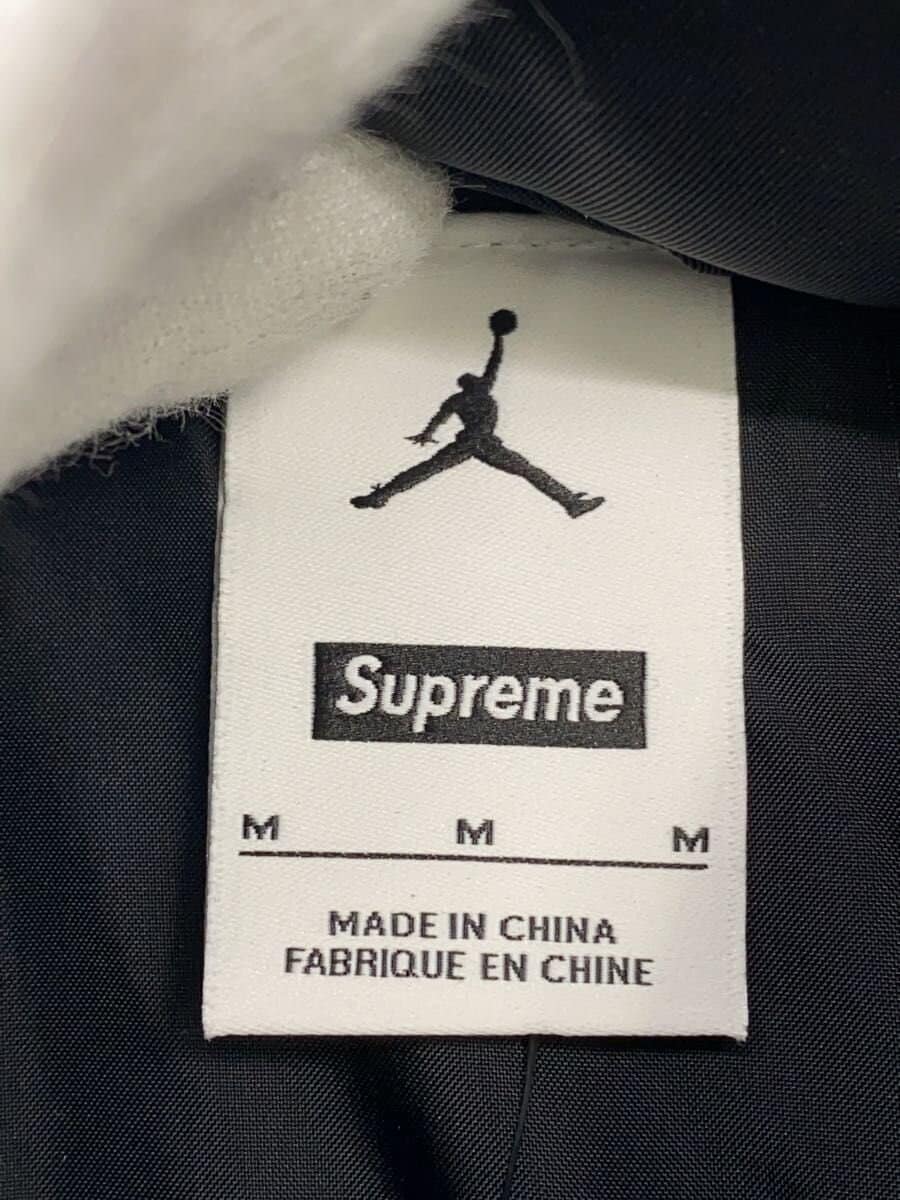 Supreme
M M M
MADE IN CHINA
FABRIQUE EN CHINE